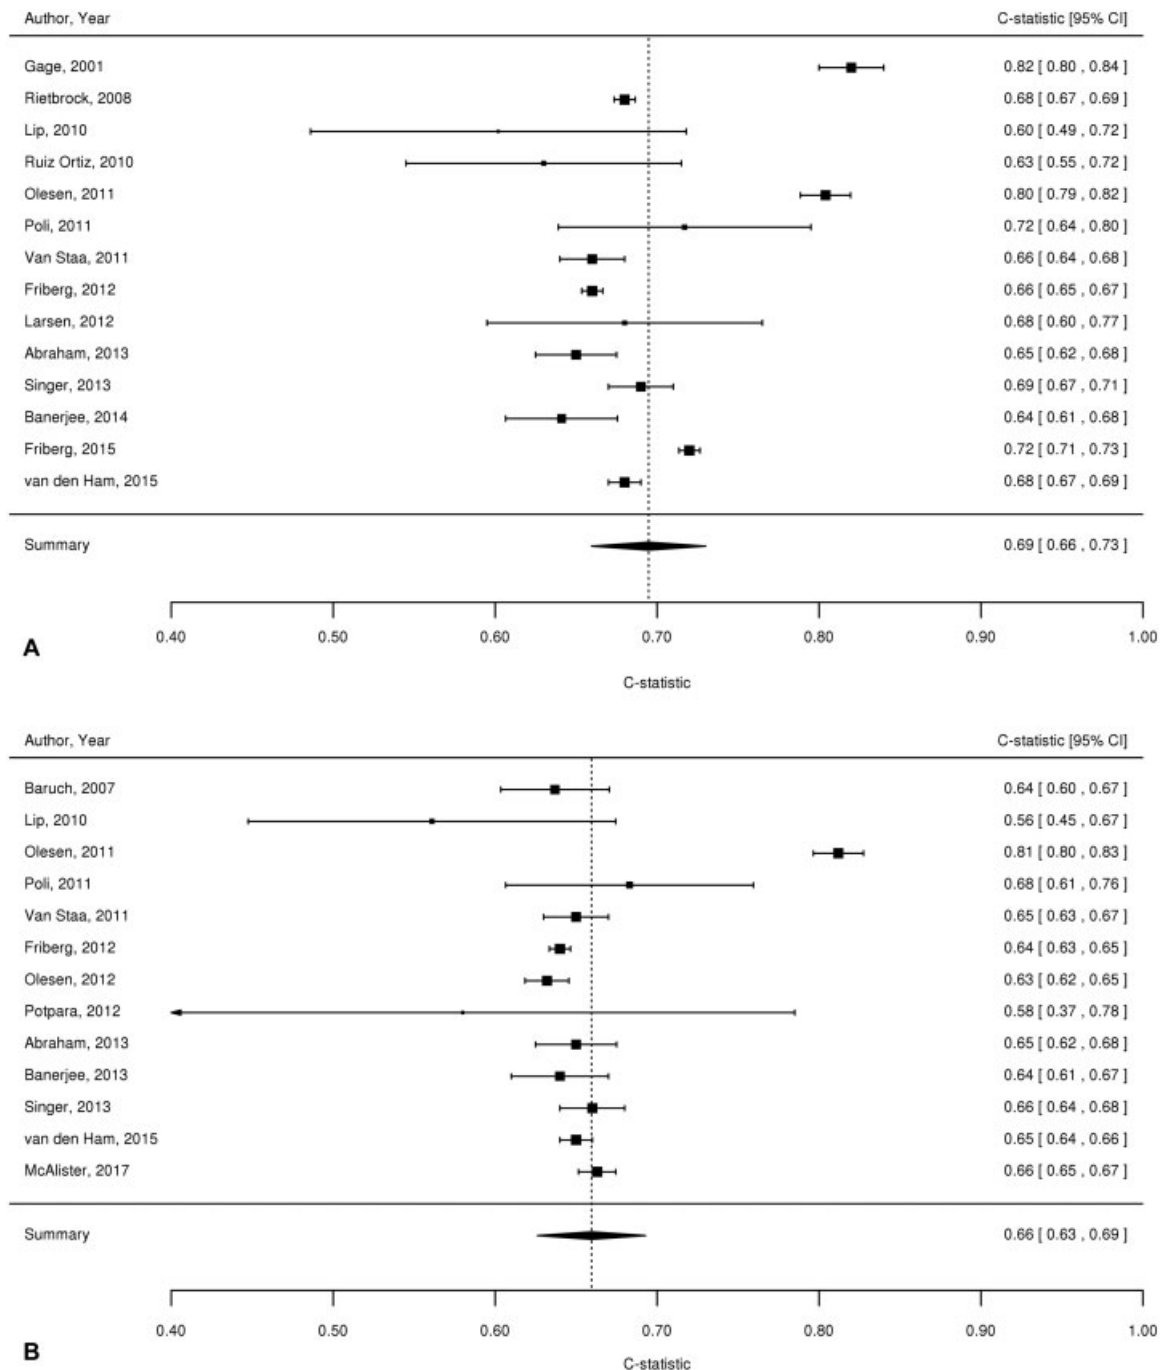 Author, Year C-statistic [95% CI]
Gage, 2001 0.82 [ 0.80 , 0.84 ]
Rietbrock, 2008 0.68 [ 0.67 , 0.69 ]
Lip, 2010 0.60 [ 0.49 , 0.72 ]
Ruiz Ortiz, 2010 0.63 [ 0.55 , 0.72 ]
Olesen, 2011 0.80 [ 0.79 , 0.82 ]
Poli, 2011 0.72 [ 0.64 , 0.80 ]
Van Staa, 2011 0.66 [ 0.64 , 0.68 ]
Friberg, 2012 0.66 [ 0.65 , 0.67 ]
Larsen, 2012 0.68 [ 0.60 , 0.77 ]
Abraham, 2013 0.65 [ 0.62 , 0.68 ]
Singer, 2013 0.69 [ 0.67 , 0.71 ]
Banerjee, 2014 0.64 [ 0.61 , 0.68 ]
Friberg, 2015 0.72 [ 0.71 , 0.73 ]
van den Ham, 2015 0.68 [ 0.67 , 0.69 ]
Summary 0.69 [ 0.66 , 0.73 ]
0.40 0.50 0.60 0.70 0.80 0.90 1.00
A
C-statistic
Author, Year C-statistic [95% CI]
Baruch, 2007 0.64 [ 0.60 , 0.67 ]
Lip, 2010 0.56 [ 0.45 , 0.67 ]
Olesen, 2011 0.81 [ 0.80 , 0.83 ]
Poli, 2011 0.68 [ 0.61 , 0.76 ]
Van Staa, 2011 0.65 [ 0.63 , 0.67 ]
Friberg, 2012 0.64 [ 0.63 , 0.65 ]
Olesen, 2012 0.63 [ 0.62 , 0.65 ]
Potpara, 2012 0.58 [ 0.37 , 0.78 ]
Abraham, 2013 0.65 [ 0.62 , 0.68 ]
Banerjee, 2013 0.64 [ 0.61 , 0.67 ]
Singer, 2013 0.66 [ 0.64 , 0.68 ]
van den Ham, 2015 0.65 [ 0.64 , 0.66 ]
McAlister, 2017 0.66 [ 0.65 , 0.67 ]
Summary 0.66 [ 0.63 , 0.69 ]
0.40 0.50 0.60 0.70 0.80 0.90 1.00
B
C-statistic